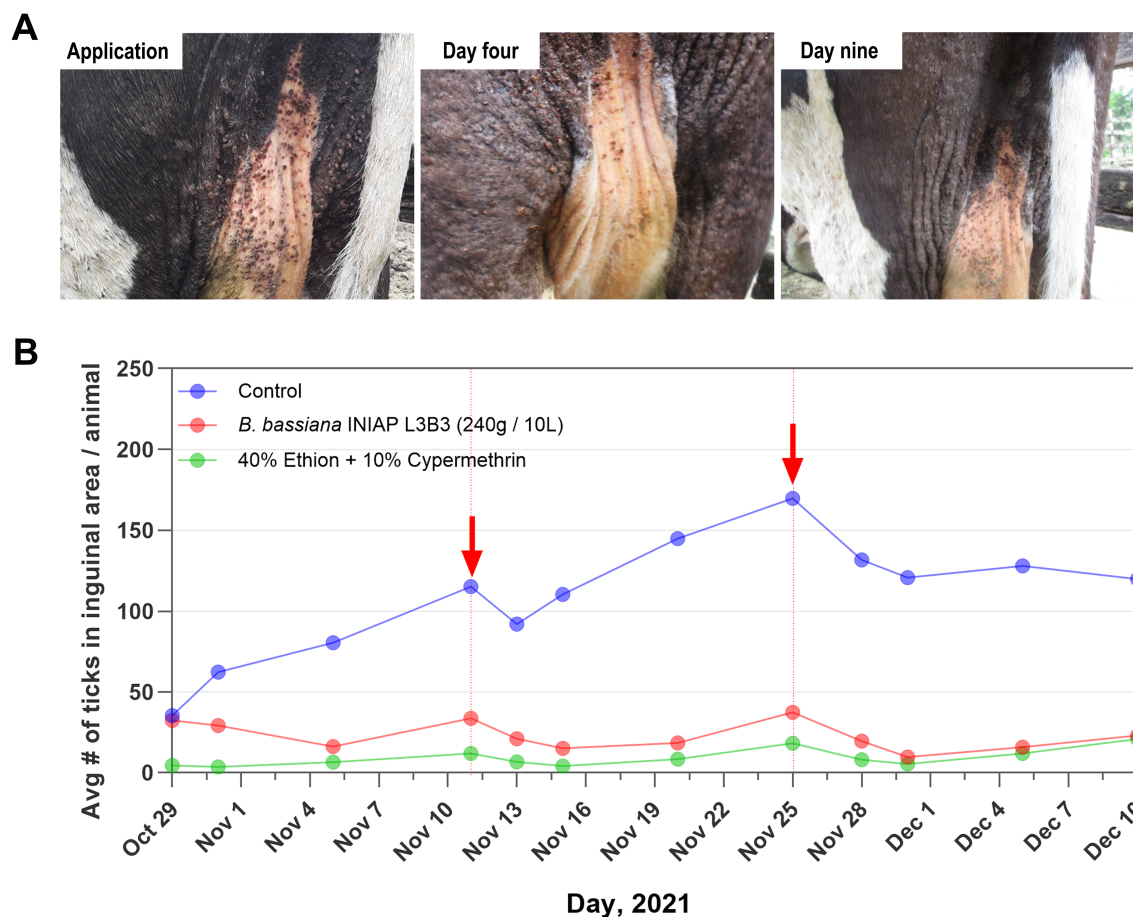 A
Application
Day four
Day nine
B
Avg # of ticks in inguinal area / animal
250
200
150
100
50
0
Control
B. bassiana INIAP L3B3 (240g / 10L)
40% Ethion + 10% Cypermethrin
Oct 29
Nov 1
Nov 4
Nov 7
Nov 10
Nov 13
Nov 16
Nov 19
Nov 22
Nov 25
Nov 28
Dec 1
Dec 4
Dec 7
Dec 10
Day, 2021